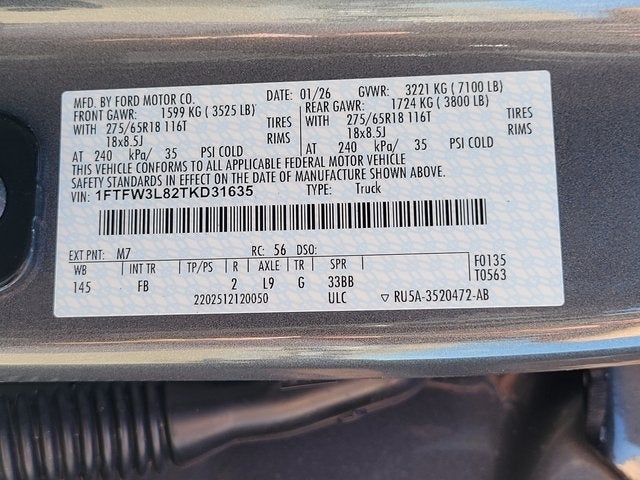 MFD. BY FORD MOTOR CO. DATE: 01/26 GVWR: 3221 KG ( 7100 LB)
FRONT GAWR: 1599 KG ( 3525 LB) REAR GAWR: 1724 KG ( 3800 LB)
WITH 275/65R18 116T TIRES WITH 275/65R18 116T TIRES
18x8.5J RIMS 18x8.5J RIMS
AT 240 kPa/ 35 PSI COLD AT 240 kPa/ 35 PSI COLD
THIS VEHICLE CONFORMS TO ALL APPLICABLE FEDERAL MOTOR VEHICLE
SAFETY STANDARDS IN EFFECT ON THE DATE OF MANUFACTURE SHOWN ABOVE.
VIN: 1FTFW3L82TKD31635 TYPE: Truck
EXT PNT: M7 RC: 56 DSO: F0135
WB INT TR TP/PS R AXLE TR SPR T0563
145 FB 2 L9 G 33BB
2202512120050 ULC ▽ RU5A-3520472-AB